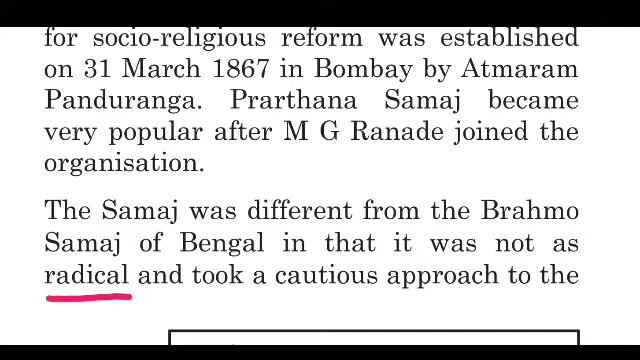 for socio-religious reform was established
on 31 March 1867 in Bombay by Atmaram
Panduranga. Prarthana Samaj became
very popular after M G Ranade joined the
organisation.
The Samaj was different from the Brahmo
Samaj of Bengal in that it was not as
radical and took a cautious approach to the